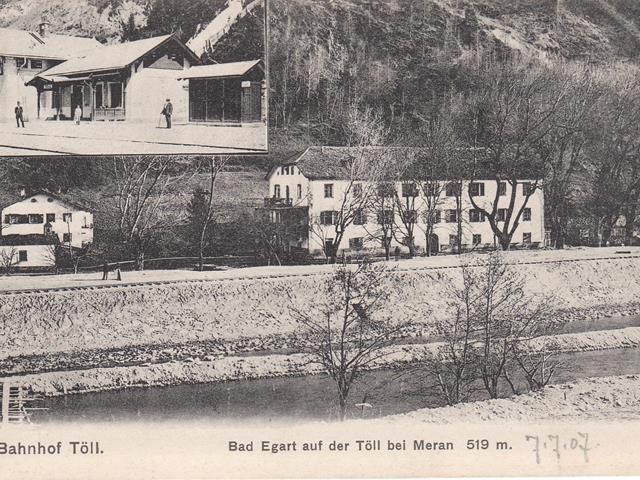 Bahnhof Töll. Bad Egart auf der Töll bei Meran 519 m. 7.7.07.